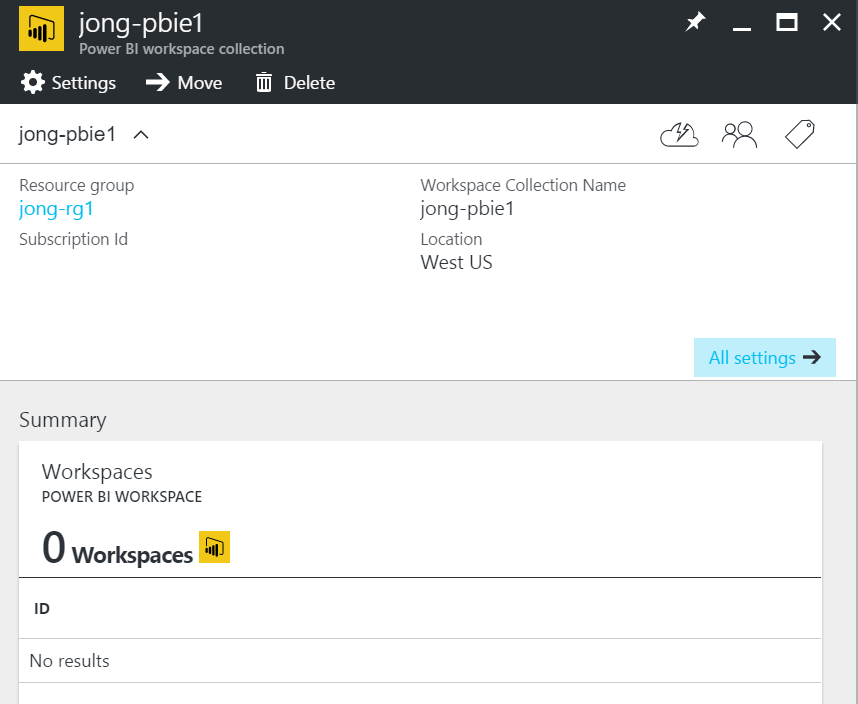 jong-pbie1
Power BI workspace collection
Settings
Move
Delete
jong-pbie1
Resource group
jong-rg1
Subscription Id
Workspace Collection Name
jong-pbie1
Location
West US
All settings
Summary
Workspaces
POWER BI WORKSPACE
0 Workspaces
ID
No results